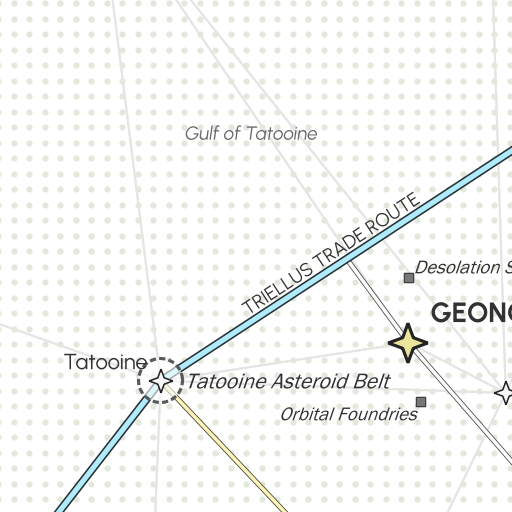 Gulf of Tatooine
TRIELLUS TRADE ROUTE
Desolation S
GEONO
Tatooine
Tatooine Asteroid Belt
Orbital Foundries